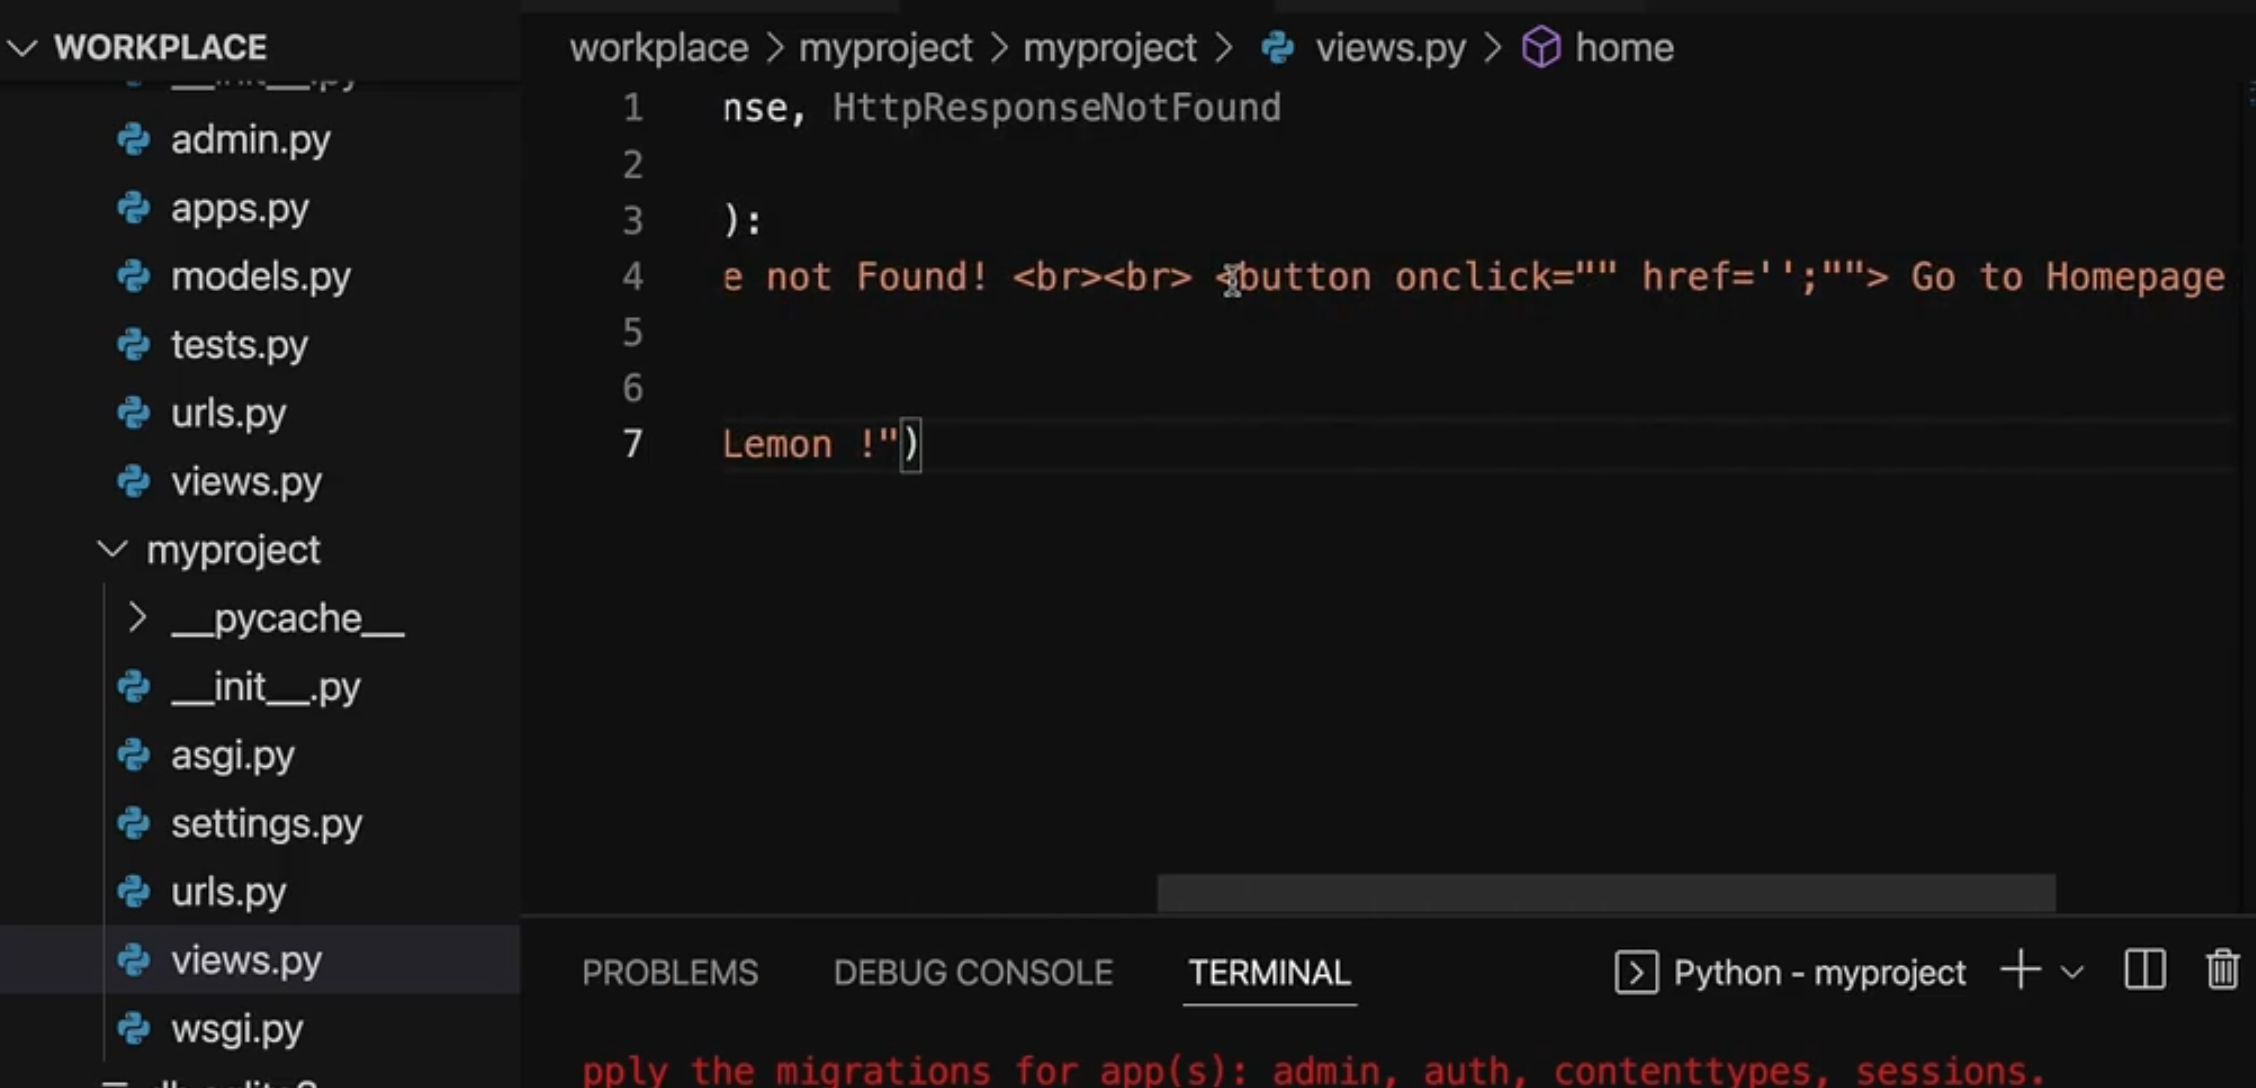 WORKPLACE
__init__.py
admin.py
apps.py
models.py
tests.py
urls.py
views.py
myproject
__pycache__
__init__.py
asgi.py
settings.py
urls.py
views.py
wsgi.py
workplace > myproject > myproject > views.py > home
1 nse, HttpResponseNotFound
2
3 ):
4 e not Found! <br><br> <button onclick="" href='';""> Go to Homepage
5
6
7 Lemon !")
PROBLEMS DEBUG CONSOLE TERMINAL Python - myproject
pply the migrations for app(s): admin, auth, contenttypes, sessions.